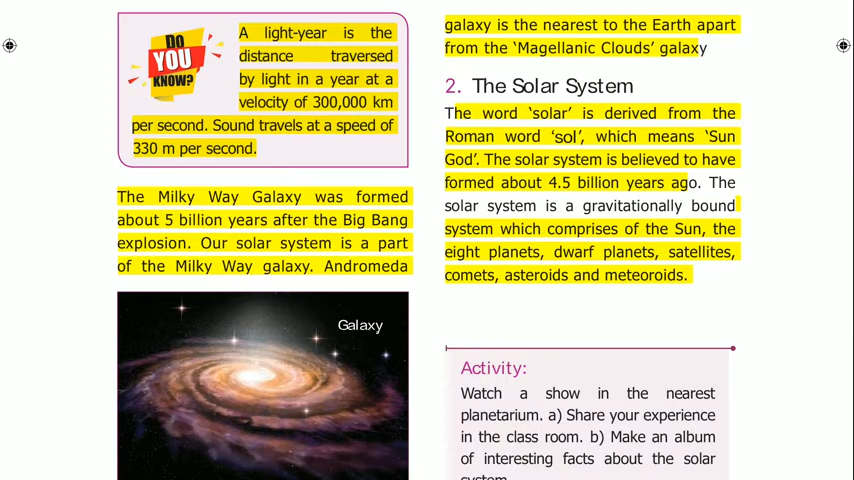 DO
YOU
KNOW?
A light-year is the
distance traversed
by light in a year at a
velocity of 300,000 km
per second. Sound travels at a speed of
330 m per second.
The Milky Way Galaxy was formed
about 5 billion years after the Big Bang
explosion. Our solar system is a part
of the Milky Way galaxy. Andromeda
Galaxy
galaxy is the nearest to the Earth apart
from the ‘Magellanic Clouds’ galaxy
2. The Solar System
The word ‘solar’ is derived from the
Roman word ‘sol’, which means ‘Sun
God’. The solar system is believed to have
formed about 4.5 billion years ago. The
solar system is a gravitationally bound
system which comprises of the Sun, the
eight planets, dwarf planets, satellites,
comets, asteroids and meteoroids.
Activity:
Watch a show in the nearest
planetarium. a) Share your experience
in the class room. b) Make an album
of interesting facts about the solar
system.